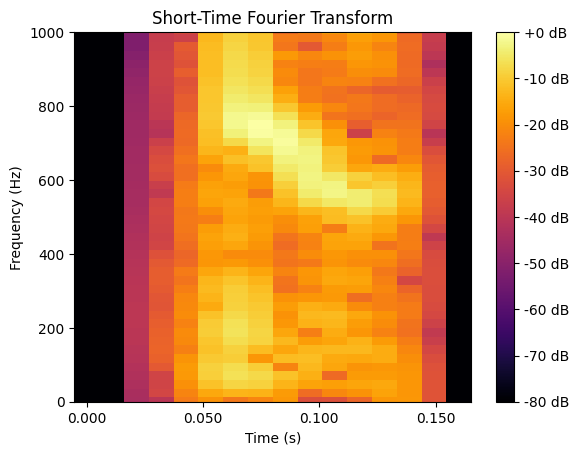 Short-Time Fourier Transform
Frequency (Hz)
1000
800
600
400
200
0
0.000
0.050
0.100
0.150
Time (s)
+0 dB
-10 dB
-20 dB
-30 dB
-40 dB
-50 dB
-60 dB
-70 dB
-80 dB